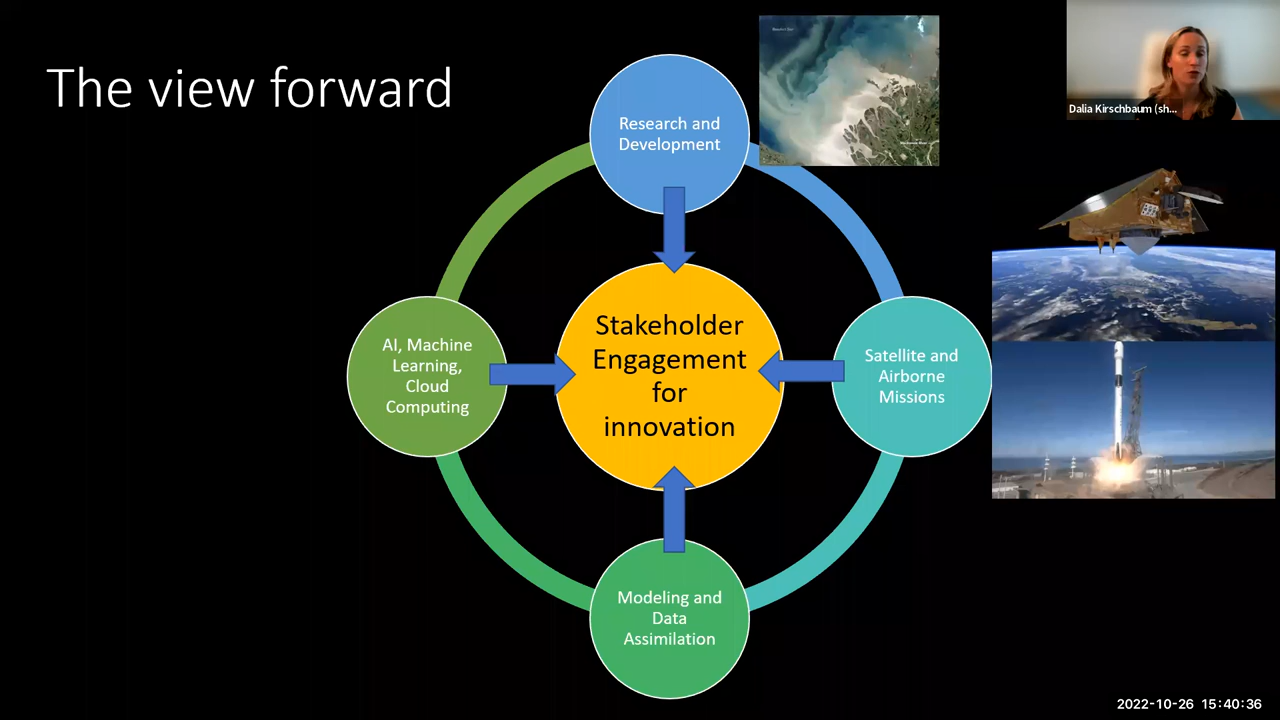 The view forward
Research and
Development
Dalia Kirschbaum (sh...
AI, Machine
Learning,
Cloud
Computing
Stakeholder
Engagement
for
innovation
Satellite and
Airborne
Missions
Modeling and
Data
Assimilation
2022-10-26 15:40:36